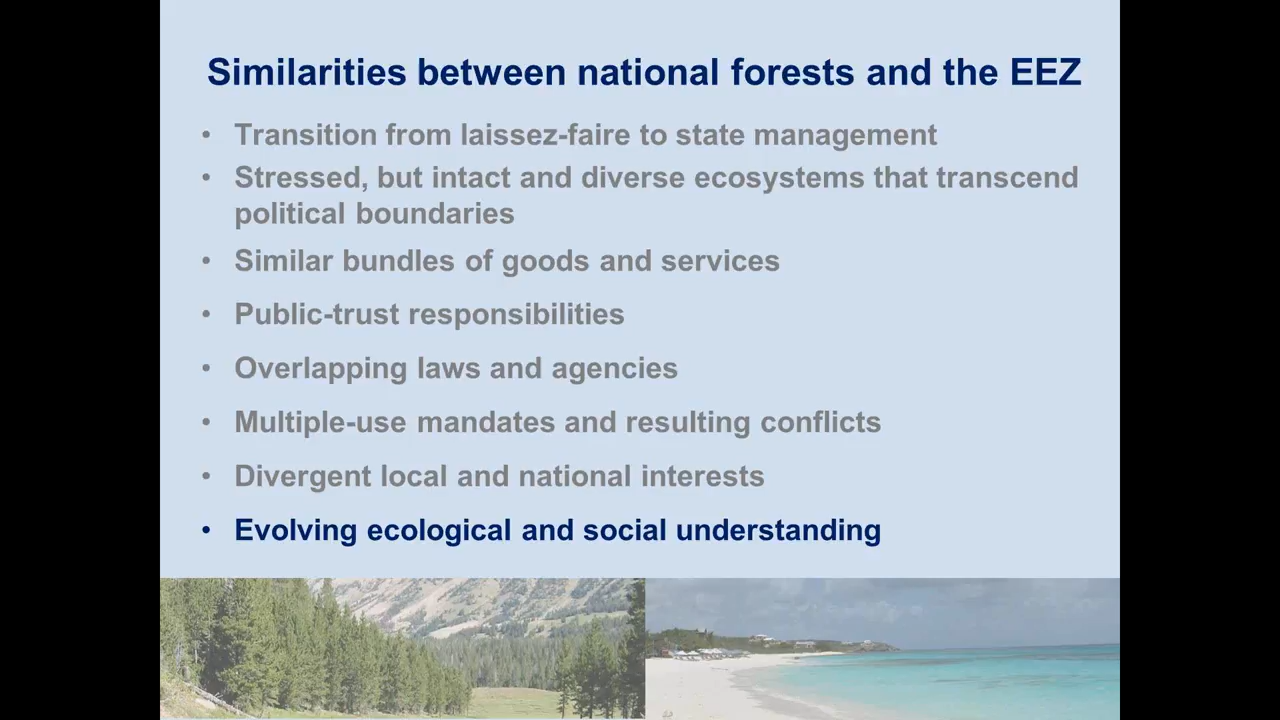 Similarities between national forests and the EEZ
• Transition from laissez-faire to state management
• Stressed, but intact and diverse ecosystems that transcend
political boundaries
• Similar bundles of goods and services
• Public-trust responsibilities
• Overlapping laws and agencies
• Multiple-use mandates and resulting conflicts
• Divergent local and national interests
• Evolving ecological and social understanding